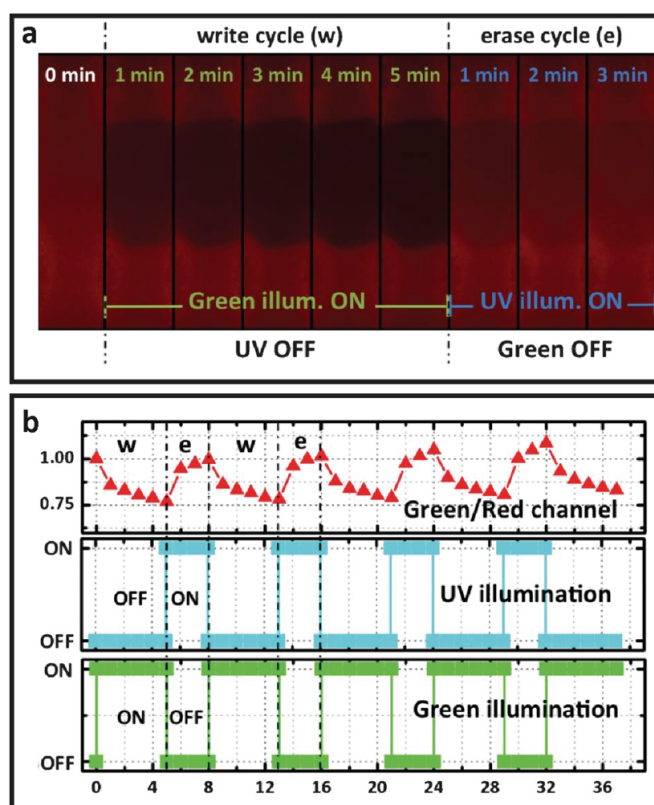 a
write cycle (w) erase cycle (e)
0 min 1 min 2 min 3 min 4 min 5 min 1 min 2 min 3 min
Green illum. ON UV illum. ON
UV OFF Green OFF
b
w e w e
1.00
0.75
Green/Red channel
ON
OFF ON
UV illumination
OFF
ON
ON OFF
Green illumination
OFF
0 4 8 12 16 20 24 28 32 36